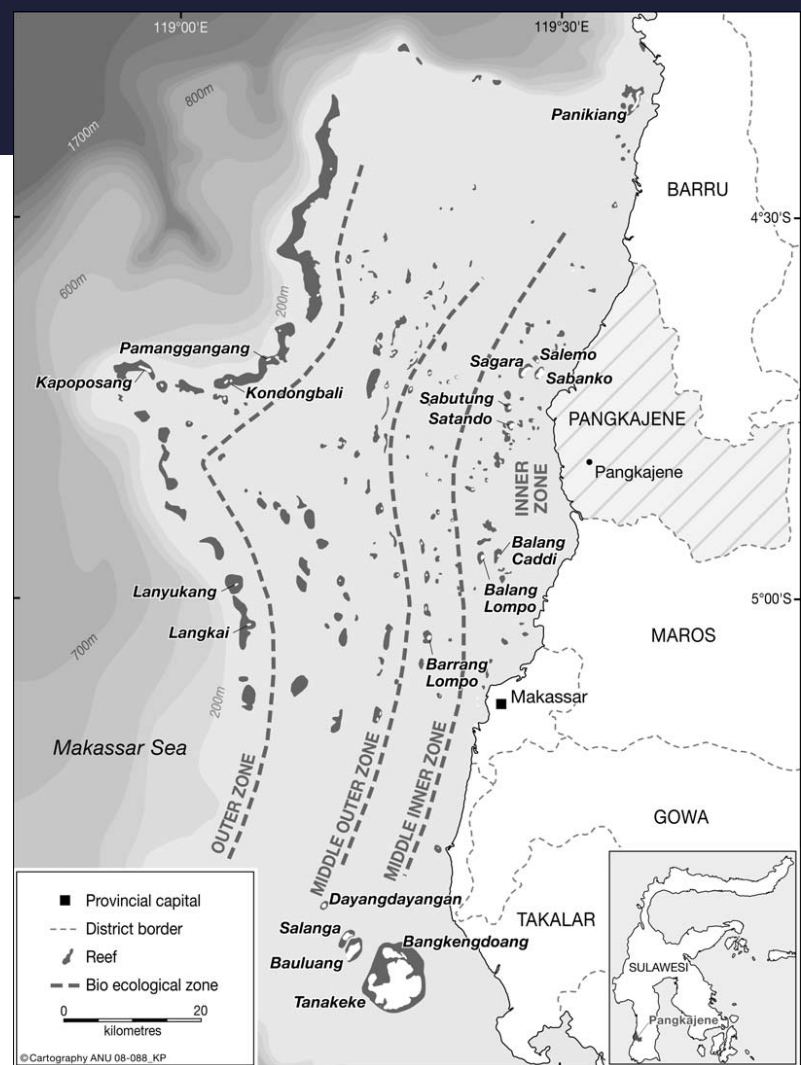 119°00'E
119°30'E
800m
1700m
Panikiang
BARRU
4°30'S
600m
200m
Pamanggangang
Kapoposang
Kondongbali
Sagara
Salemo
Sabanko
Sabutung
Satando
PANGKAJENE
Pangkajene
INNER
ZONE
Balang
Caddi
Balang
Lompo
Lanyukang
5°00'S
Langkai
MAROS
700m
Barrang
Lompo
200m
Makassar
Makassar Sea
OUTER ZONE
MIDDLE OUTER ZONE
MIDDLE INNER ZONE
GOWA
Dayangdayangan
Salanga
Bangkengdoang
TAKALAR
Bauluang
Tanakeke
Provincial capital
District border
Reef
Bio ecological zone
0 20
kilometres
©Cartography ANU 08-088_KP
SULAWESI
Pangkajene